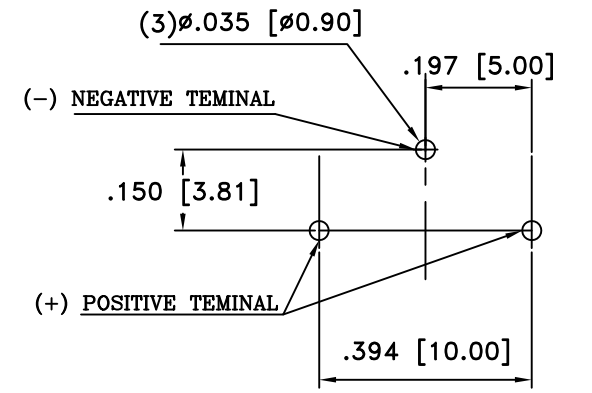 (3)ø.035 [ø0.90]
.197 [5.00]
(-) NEGATIVE TEMINAL
.150 [3.81]
(+) POSITIVE TEMINAL
.394 [10.00]